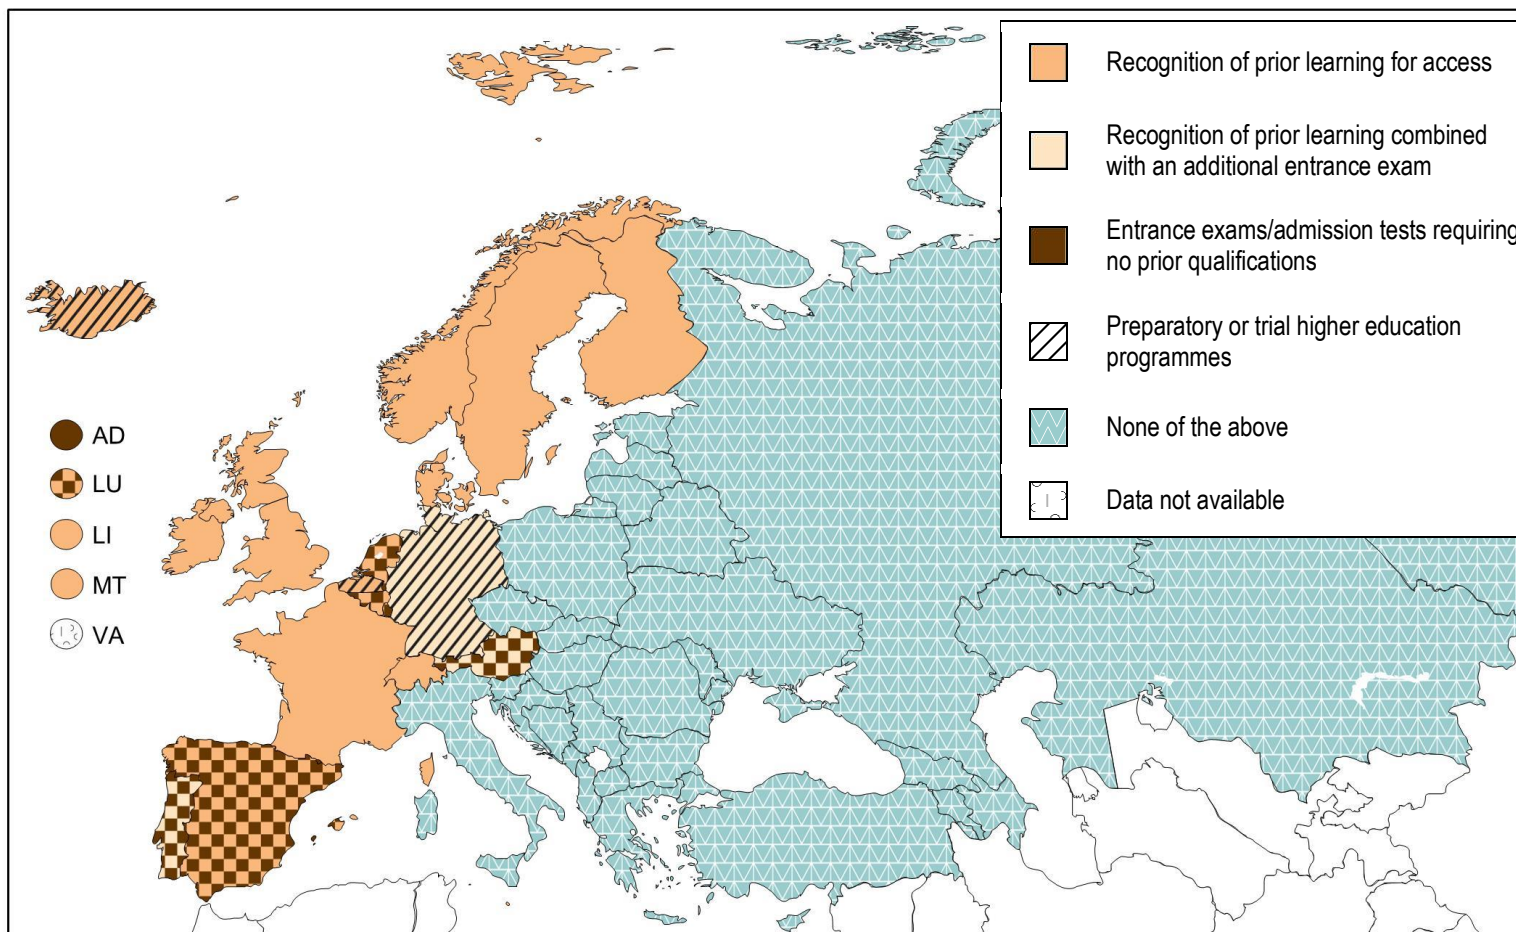 Recognition of prior learning for access
Recognition of prior learning combined
with an additional entrance exam
Entrance exams/admission tests requiring
no prior qualifications
Preparatory or trial higher education
programmes
None of the above
Data not available
AD
LU
LI
MT
VA